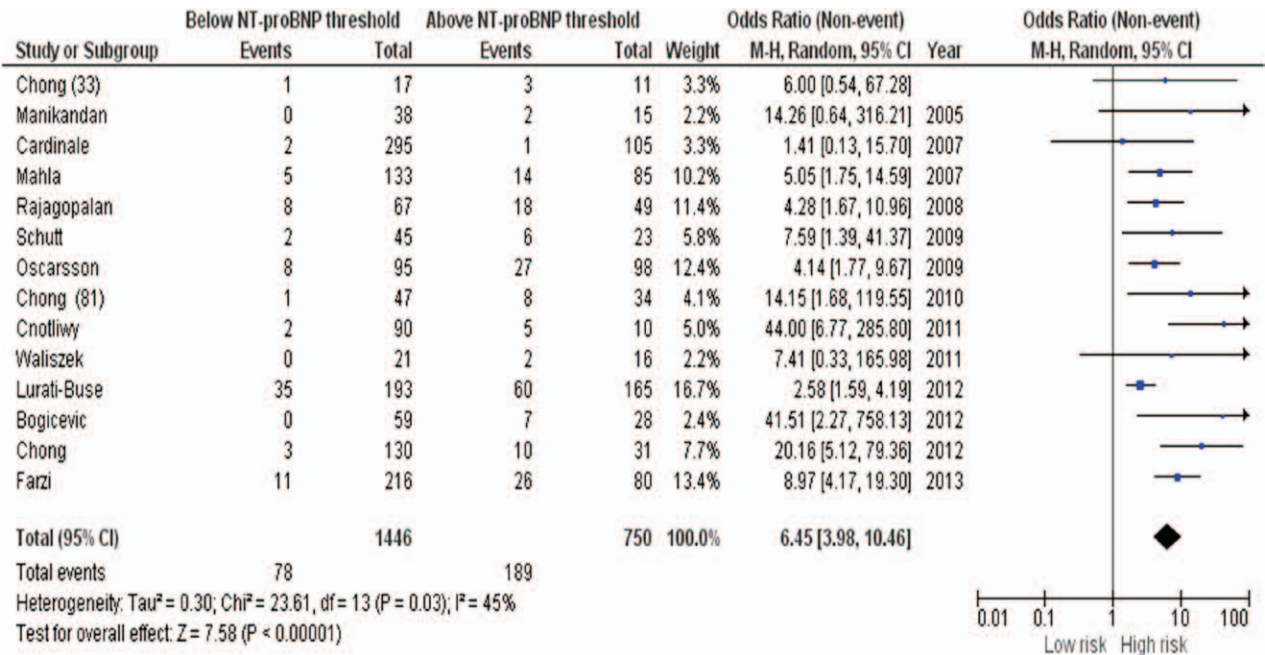 Below NT-proBNP threshold Above NT-proBNP threshold Odds Ratio (Non-event) Odds Ratio (Non-event)
Study or Subgroup Events Total Events Total Weight M-H, Random, 95% CI Year M-H, Random, 95% CI
Chong (33) 1 17 3 11 3.3% 6.00 [0.54, 67.28]
Manikandan 0 38 2 15 2.2% 14.26 [0.64, 316.21] 2005
Cardinale 2 295 1 105 3.3% 1.41 [0.13, 15.70] 2007
Mahla 5 133 14 85 10.2% 5.05 [1.75, 14.59] 2007
Rajagopalan 8 67 18 49 11.4% 4.28 [1.67, 10.96] 2008
Schutt 2 45 6 23 5.8% 7.59 [1.39, 41.37] 2009
Oscarsson 8 95 27 98 12.4% 4.14 [1.77, 9.67] 2009
Chong (81) 1 47 8 34 4.1% 14.15 [1.68, 119.55] 2010
Cnotliwy 2 90 5 10 5.0% 44.00 [6.77, 285.80] 2011
Waliszek 0 21 2 16 2.2% 7.41 [0.33, 165.98] 2011
Lurati-Buse 35 193 60 165 16.7% 2.58 [1.59, 4.19] 2012
Bogicevic 0 59 7 28 2.4% 41.51 [2.27, 758.13] 2012
Chong 3 130 10 31 7.7% 20.16 [5.12, 79.36] 2012
Farzi 11 216 26 80 13.4% 8.97 [4.17, 19.30] 2013
Total (95% CI) 1446 750 100.0% 6.45 [3.98, 10.46]
Total events 78 189
Heterogeneity: Tau² = 0.30; Chi² = 23.61, df = 13 (P = 0.03); I² = 45%
Test for overall effect: Z = 7.58 (P < 0.00001)
0.01 0.1 1 10 100
Low risk High risk